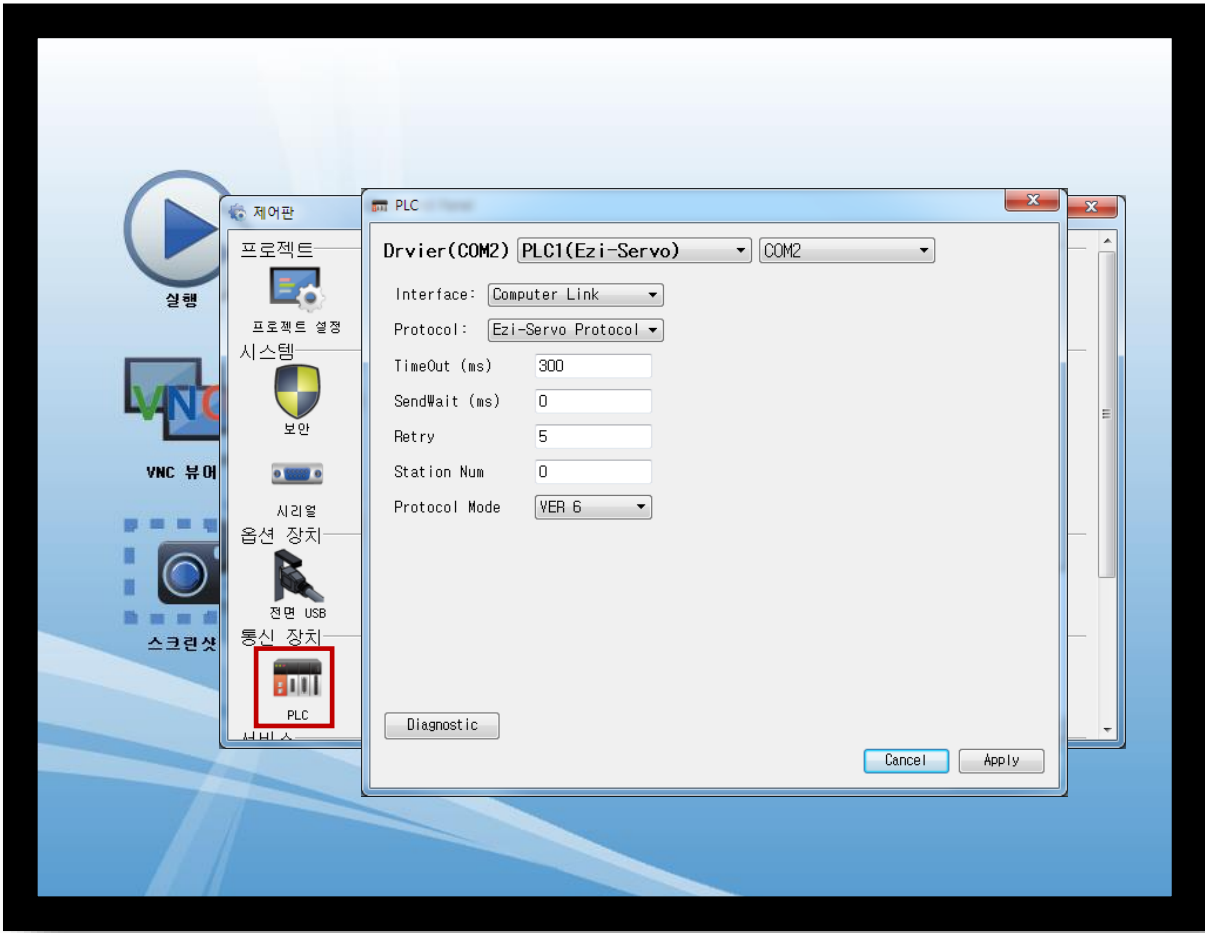 실행
VNC 뷰어
스크린샷
제어판
프로젝트
프로젝트 설정
시스템
보안
시리얼
옵션 장치
전면 USB
통신 장치
PLC
서비스
PLC
Drvier(COM2) PLC1(Ezi-Servo) COM2
Interface: Computer Link
Protocol: Ezi-Servo Protocol
TimeOut (ms) 300
SendWait (ms) 0
Retry 5
Station Num 0
Protocol Mode VER 6
Diagnostic
Cancel Apply